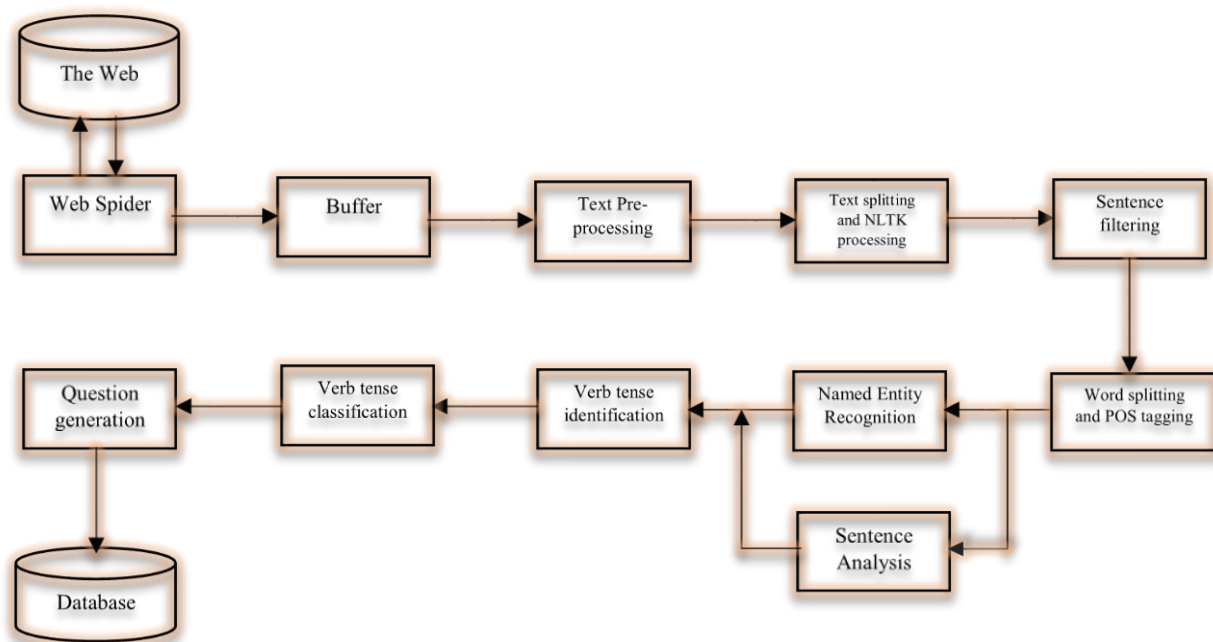 The Web
Web Spider
Buffer
Text Pre-
processing
Text splitting
and NLTK
processing
Sentence
filtering
Question
generation
Verb tense
classification
Verb tense
identification
Named Entity
Recognition
Word splitting
and POS tagging
Sentence
Analysis
Database